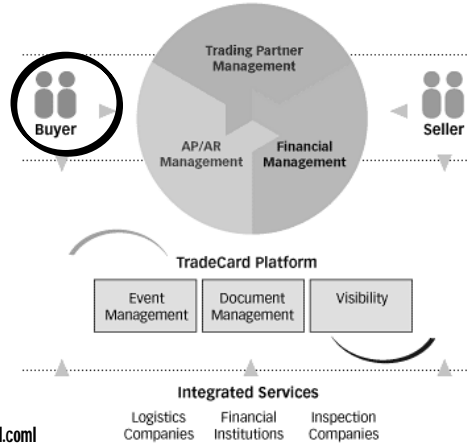 Trading Partner
Management
Buyer
Seller
AP/AR
Management
Financial
Management
TradeCard Platform
Event
Management
Document
Management
Visibility
Integrated Services
Logistics
Companies
Financial
Institutions
Inspection
Companies